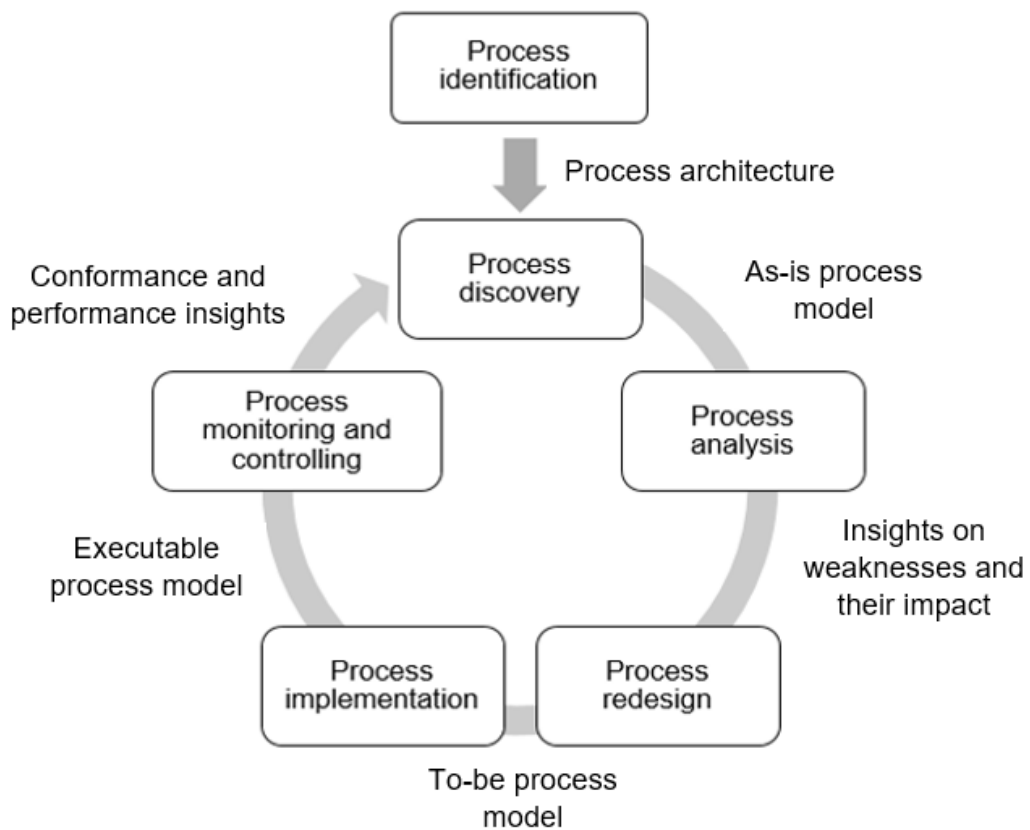 Process
identification
Process architecture
Process
discovery
As-is process
model
Process
analysis
Insights on
weaknesses and
their impact
Process
redesign
To-be process
model
Process
implementation
Executable
process model
Process
monitoring and
controlling
Conformance and
performance insights